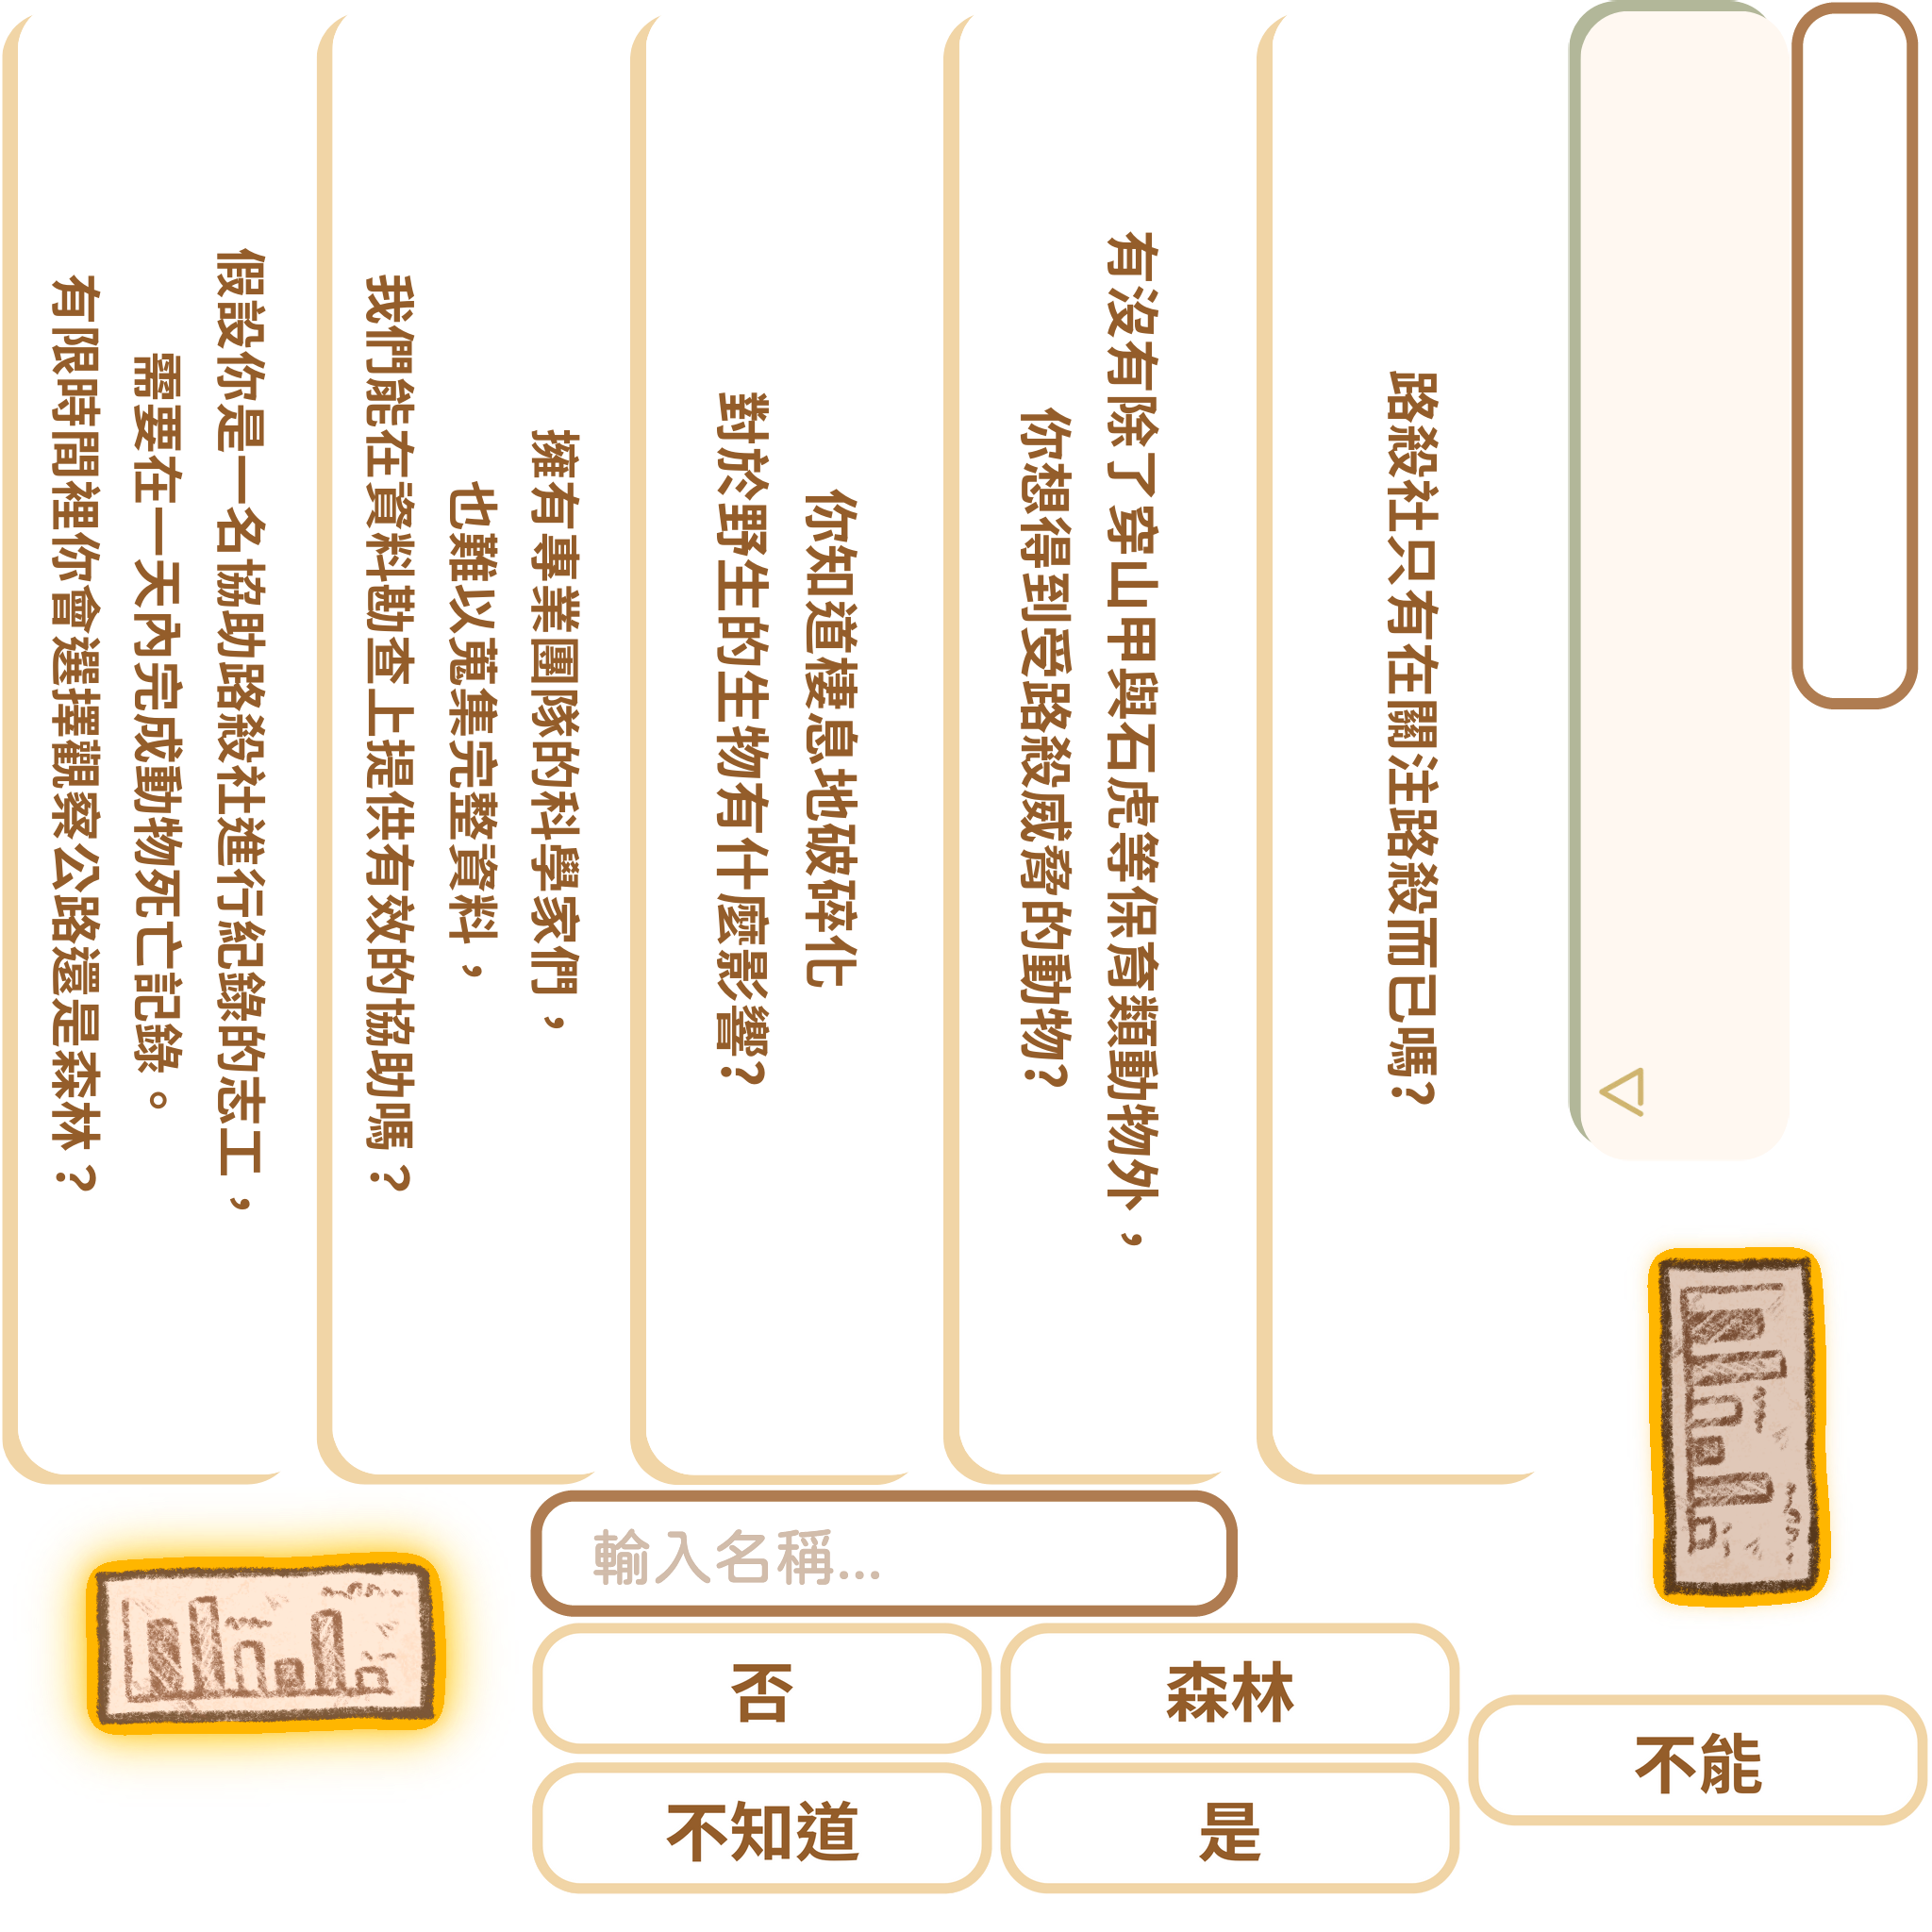 假設你是一名協助路殺社進行紀錄的志工，
需要在一天內完成動物死亡記錄。
有限時間裡你會選擇觀察公路還是森林？
擁有專業團隊的科學家們，
也難以蒐集完整資料，
我們能在資料勘查上提供有效的協助嗎？
你知道棲息地破碎化
對於野生的生物有什麼影響?
有沒有除了穿山甲與石虎等保育類動物外，
你想得到受路殺威脅的動物?
路殺社只有在關注路殺而已嗎?
輸入名稱...
否
森林
不能
不知道
是